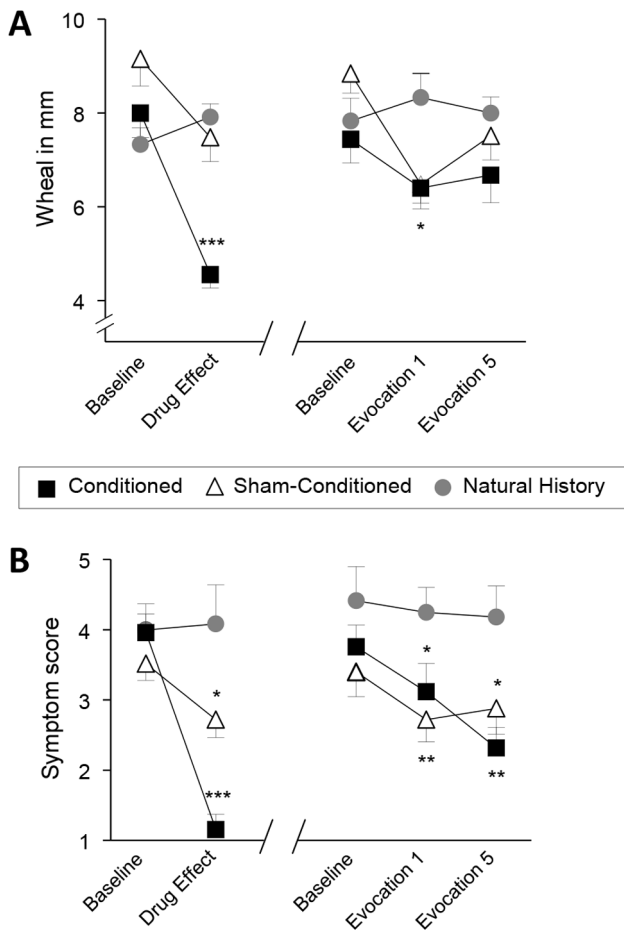 A
10
8
6
4
Wheal in mm
***
*
Baseline
Drug Effect
Baseline
Evocation 1
Evocation 5
Conditioned Sham-Conditioned Natural History
B
5
4
3
2
1
Symptom score
*
***
*
**
*
**
Baseline
Drug Effect
Baseline
Evocation 1
Evocation 5